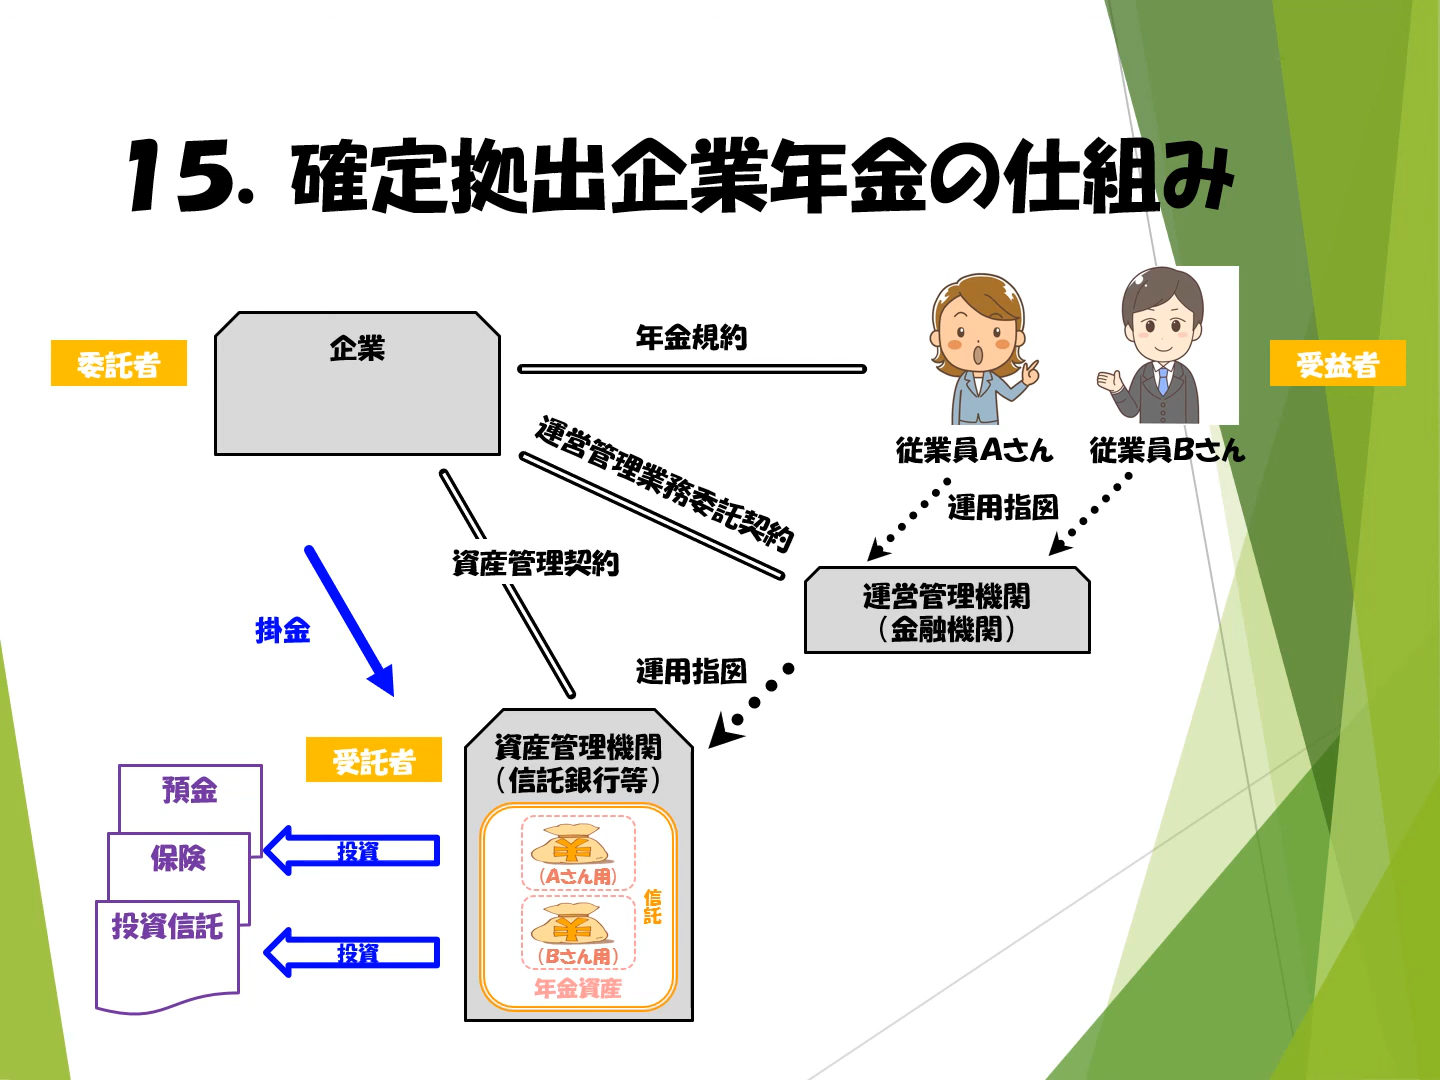 15. 確定拠出企業年金の仕組み
委託者
企業
年金規約
受益者
従業員Aさん
従業員Bさん
運営管理業務委託契約
運用指図
資産管理契約
運営管理機関
（金融機関）
掛金
運用指図
受託者
資産管理機関
（信託銀行等）
預金
保険
投資信託
投資
投資
（Aさん用）
（Bさん用）
信託
年金資産